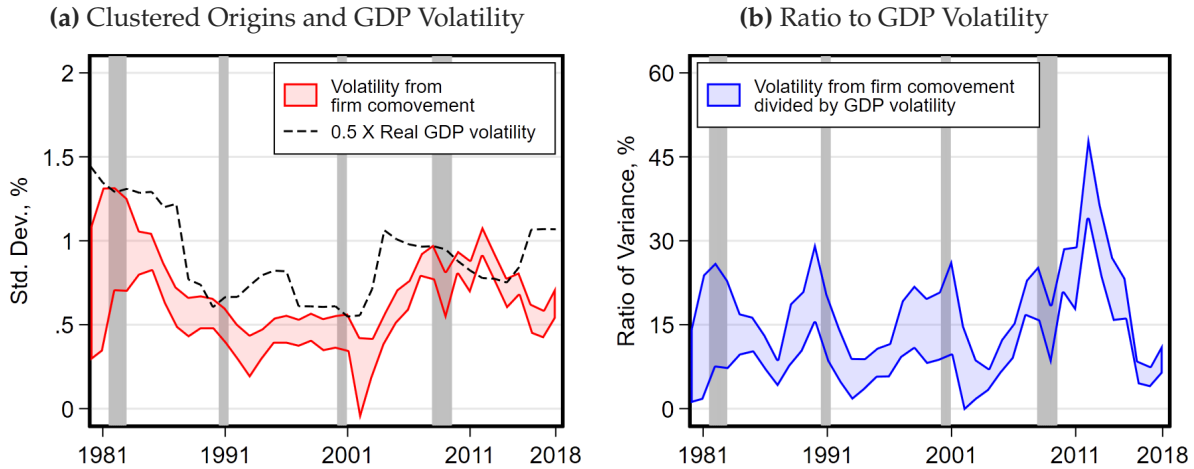 (a) Clustered Origins and GDP Volatility
Std. Dev., %
2
1.5
1
.5
0
Volatility from
firm comovement
0.5 X Real GDP volatility
1981
1991
2001
2011
2018
(b) Ratio to GDP Volatility
Ratio of Variance, %
60
45
30
15
0
Volatility from firm comovement
divided by GDP volatility
1981
1991
2001
2011
2018